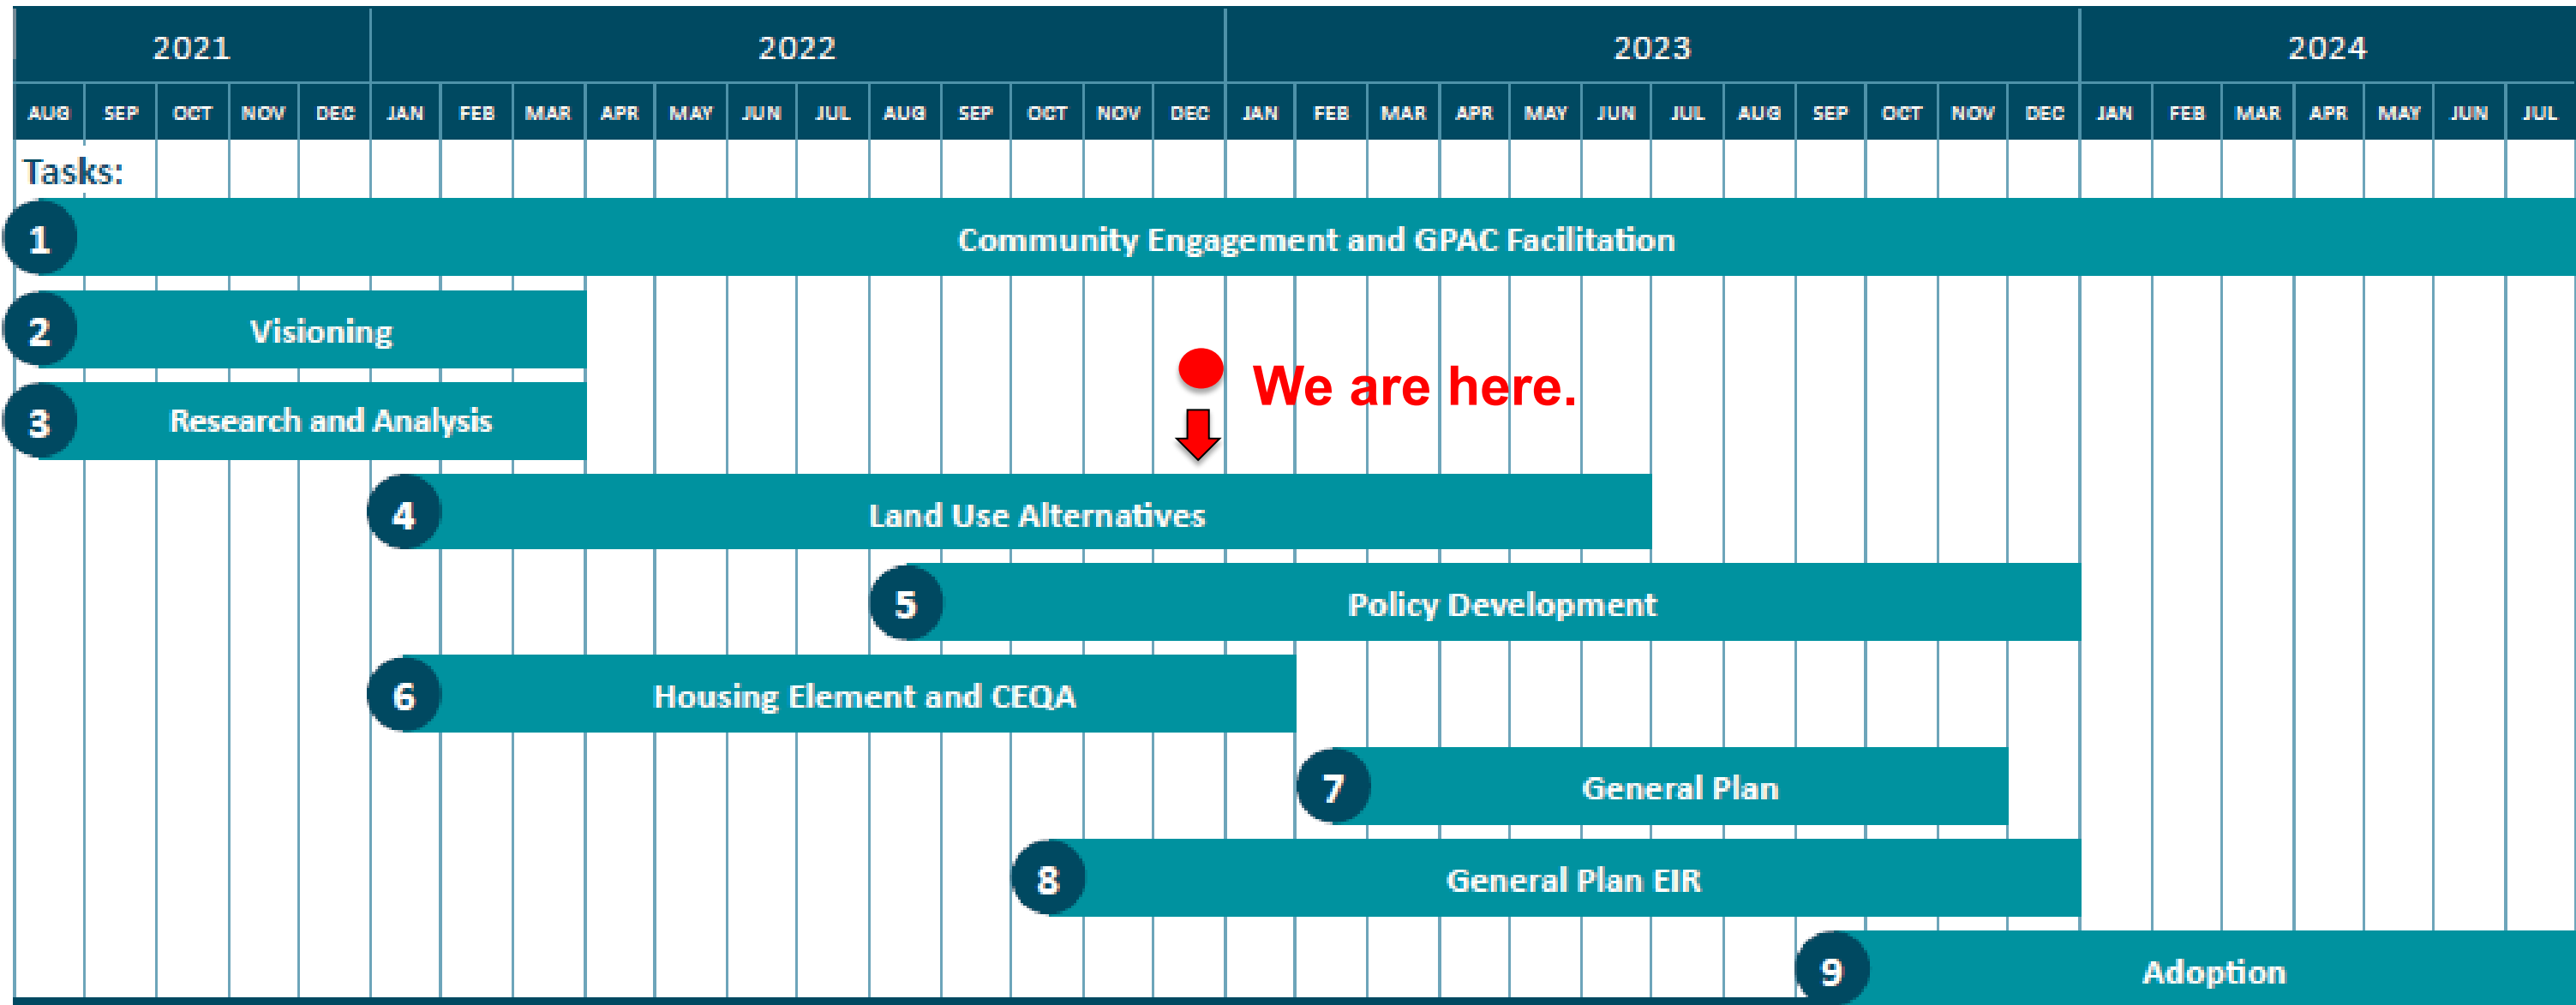 2021 2022 2023 2024
AUG SEP OCT NOV DEC JAN FEB MAR APR MAY JUN JUL AUG SEP OCT NOV DEC JAN FEB MAR APR MAY JUN JUL AUG SEP OCT NOV DEC JAN FEB MAR APR MAY JUN JUL
Tasks:
1 Community Engagement and GPAC Facilitation
2 Visioning
We are here.
3 Research and Analysis
4 Land Use Alternatives
5 Policy Development
6 Housing Element and CEQA
7 General Plan
8 General Plan EIR
9 Adoption